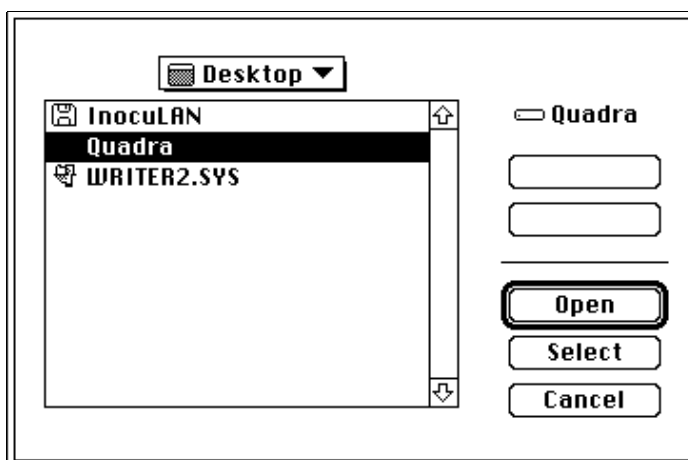 Desktop
InocuLAN
Quadra
WRITER2.SYS
Quadra
Open
Select
Cancel